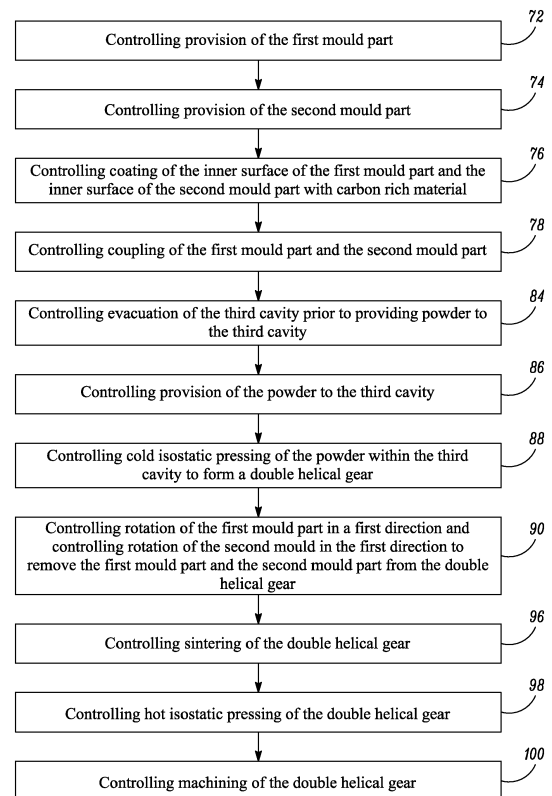 72
Controlling provision of the first mould part
74
Controlling provision of the second mould part
76
Controlling coating of the inner surface of the first mould part and the
inner surface of the second mould part with carbon rich material
78
Controlling coupling of the first mould part and the second mould part
84
Controlling evacuation of the third cavity prior to providing powder to
the third cavity
86
Controlling provision of the powder to the third cavity
88
Controlling cold isostatic pressing of the powder within the third
cavity to form a double helical gear
90
Controlling rotation of the first mould part in a first direction and
controlling rotation of the second mould in the first direction to
remove the first mould part and the second mould part from the double
helical gear
96
Controlling sintering of the double helical gear
98
Controlling hot isostatic pressing of the double helical gear
100
Controlling machining of the double helical gear